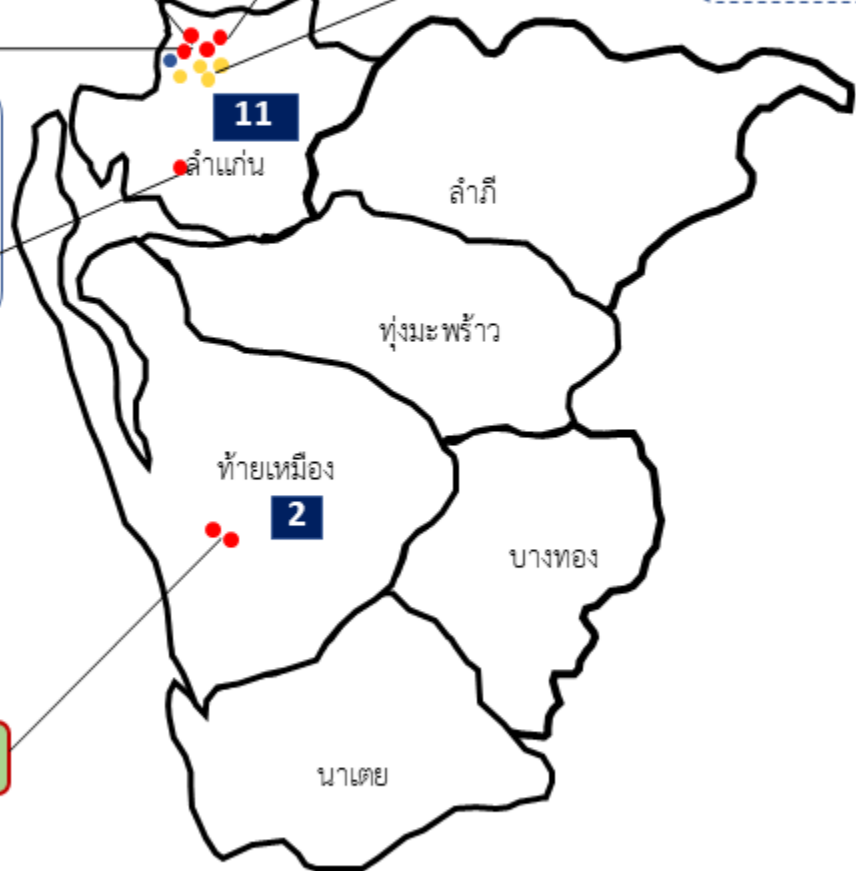 11
ลำแก่น
ลำภี
ทุ่งมะพร้าว
ท้ายเหมือง
2
บางทอง
นาเตย